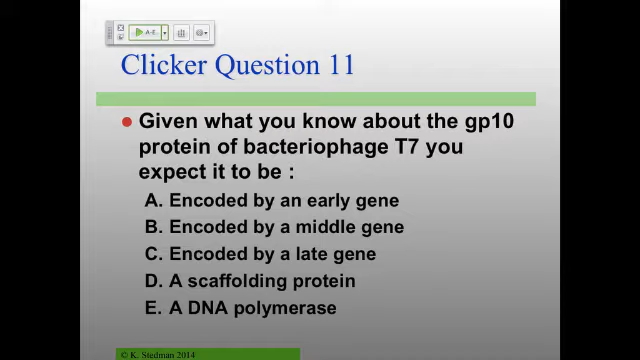 A-E
Clicker Question 11
Given what you know about the gp10
protein of bacteriophage T7 you
expect it to be :
A. Encoded by an early gene
B. Encoded by a middle gene
C. Encoded by a late gene
D. A scaffolding protein
E. A DNA polymerase
© K. Stedman 2014